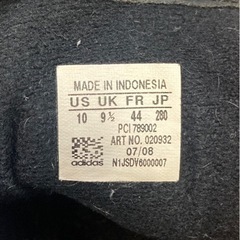 MADE IN INDONESIA
US UK FR JP
10 9½ 44 280
PCI 789002
ART NO. 020932
07/08
adidas N1JSDV6000007